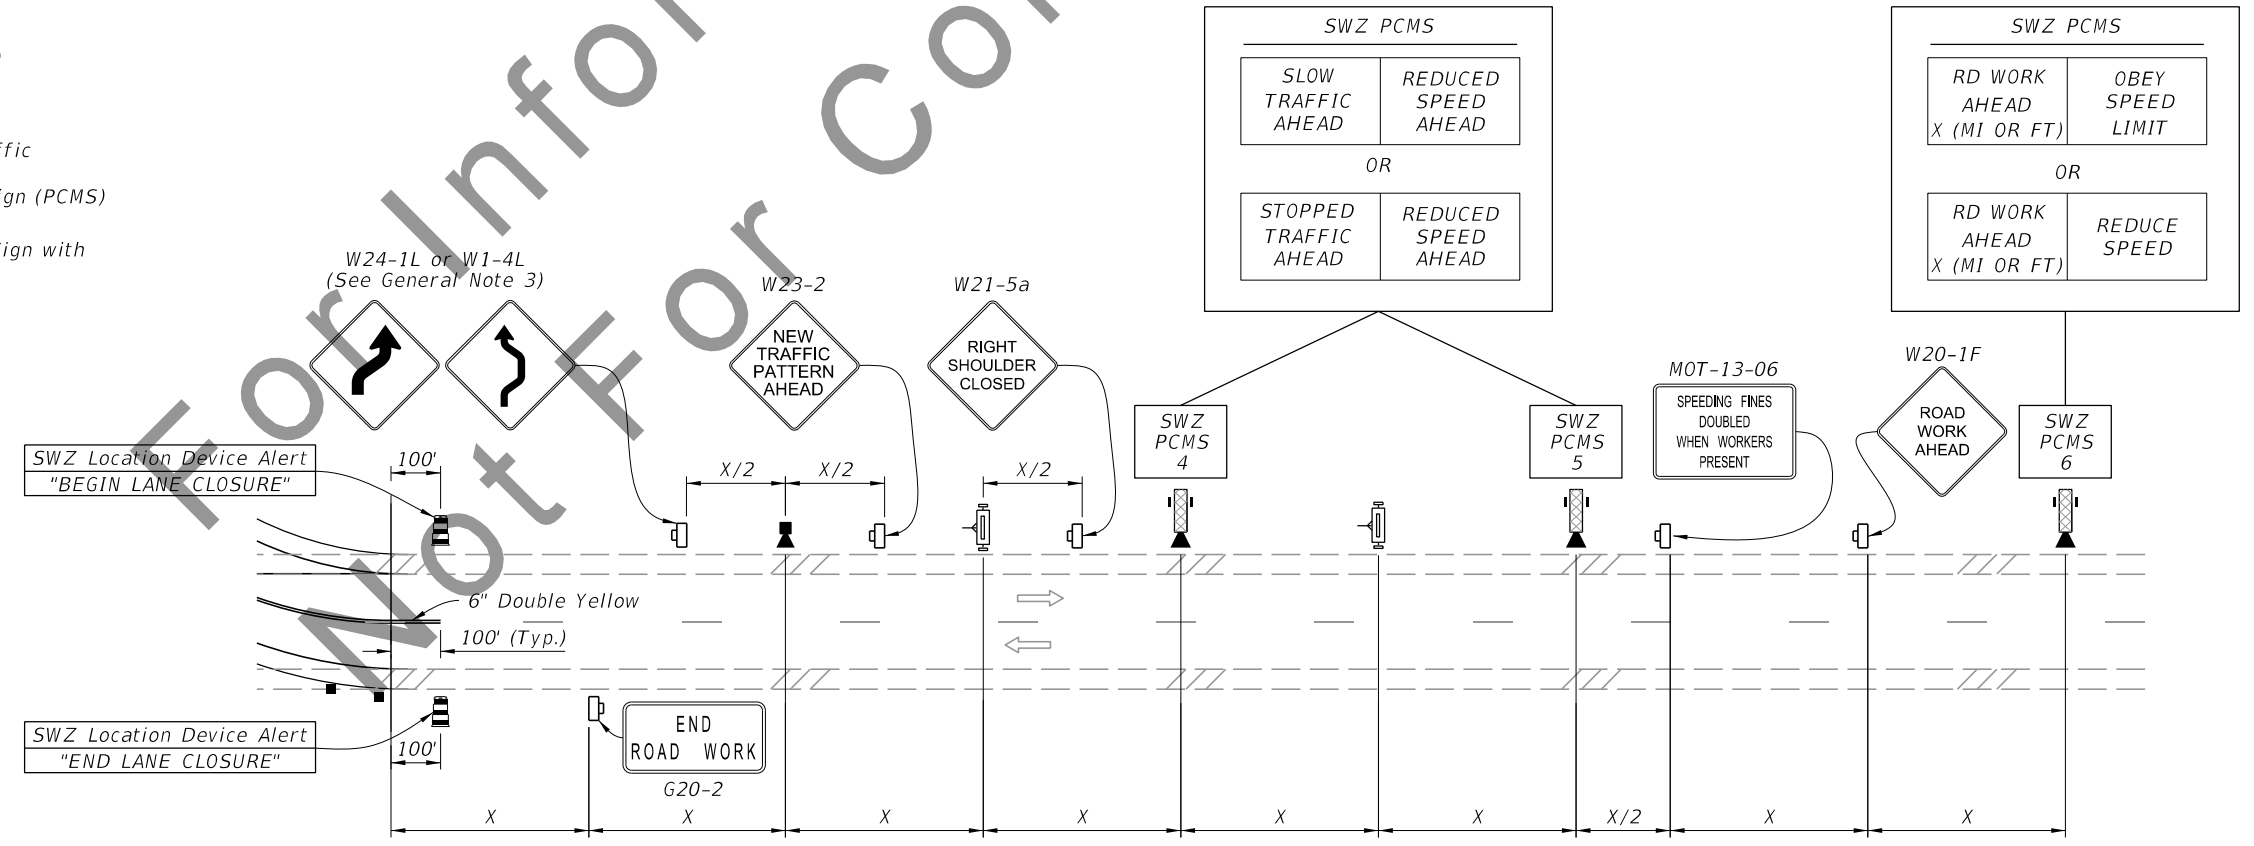 ffic
ign (PCMS)
ign with
SWZ PCMS
SLOW
TRAFFIC
AHEAD
REDUCED
SPEED
AHEAD
OR
STOPPED
TRAFFIC
AHEAD
REDUCED
SPEED
AHEAD
SWZ PCMS
RD WORK
AHEAD
X (MI OR FT)
OBEY
SPEED
LIMIT
OR
RD WORK
AHEAD
X (MI OR FT)
REDUCE
SPEED
W24-1L or W1-4L
(See General Note 3)
W23-2
NEW
TRAFFIC
PATTERN
AHEAD
W21-5a
RIGHT
SHOULDER
CLOSED
SWZ
PCMS
4
SWZ
PCMS
5
MOT-13-06
SPEEDING FINES
DOUBLED
WHEN WORKERS
PRESENT
W20-1F
ROAD
WORK
AHEAD
SWZ
PCMS
6
SWZ Location Device Alert
"BEGIN LANE CLOSURE"
100'
X/2
X/2
X/2
6" Double Yellow
100' (Typ.)
SWZ Location Device Alert
"END LANE CLOSURE"
100'
END
ROAD WORK
G20-2
X
X
X
X
X
X
X/2
X
X
For Infor
Not For Con